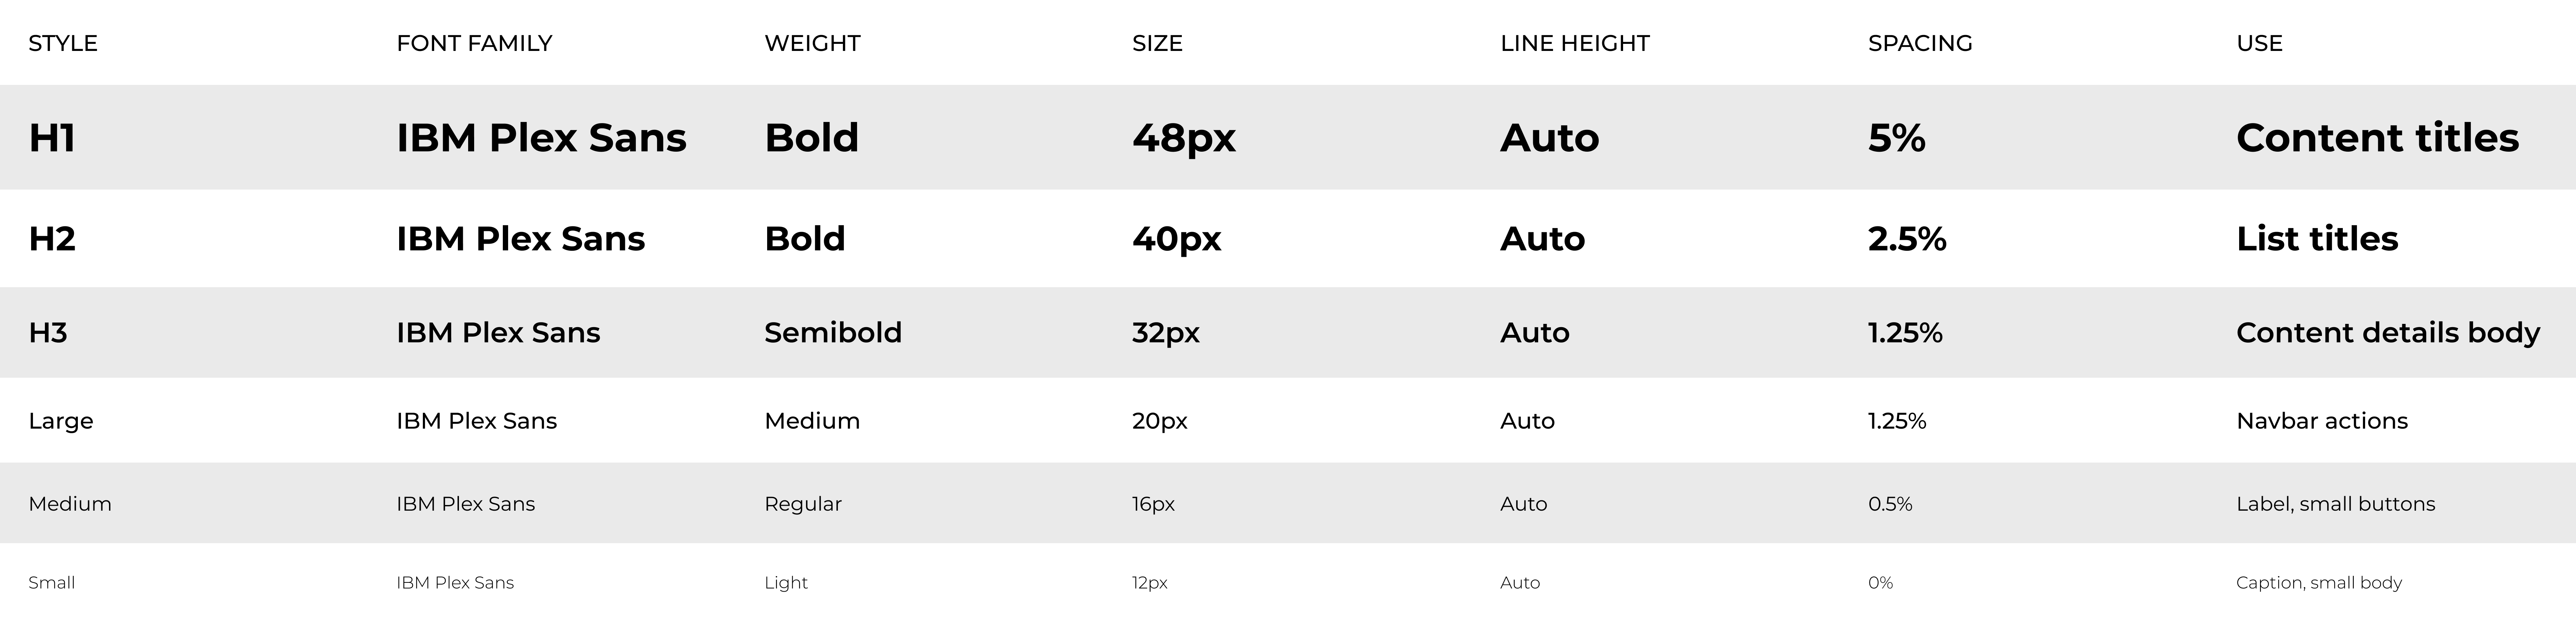 STYLE FONT FAMILY WEIGHT SIZE LINE HEIGHT SPACING USE
H1 IBM Plex Sans Bold 48px Auto 5% Content titles
H2 IBM Plex Sans Bold 40px Auto 2.5% List titles
H3 IBM Plex Sans Semibold 32px Auto 1.25% Content details body
Large IBM Plex Sans Medium 20px Auto 1.25% Navbar actions
Medium IBM Plex Sans Regular 16px Auto 0.5% Label, small buttons
Small IBM Plex Sans Light 12px Auto 0% Caption, small body